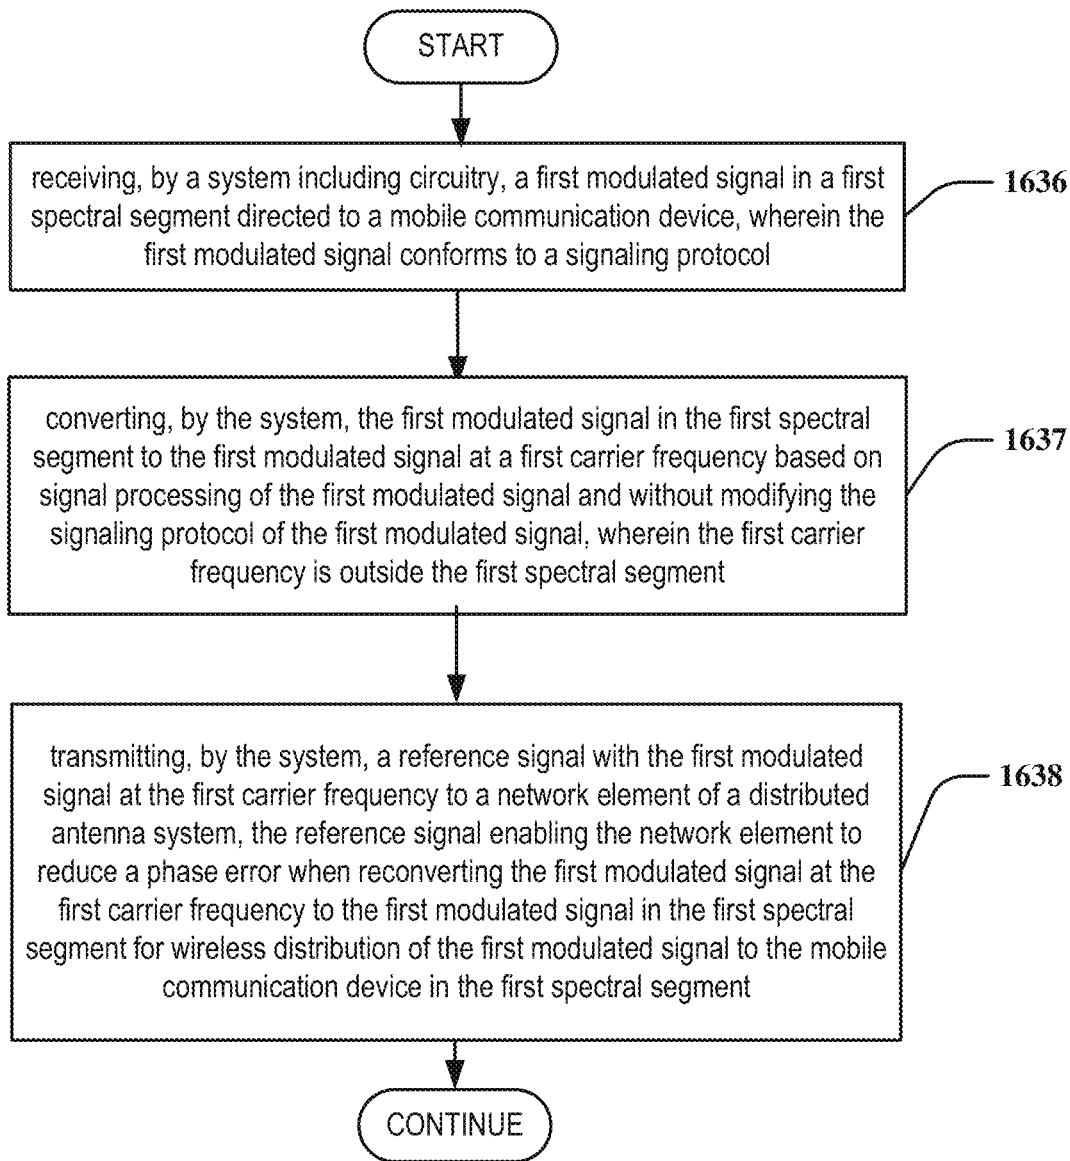 START
receiving, by a system including circuitry, a first modulated signal in a first
spectral segment directed to a mobile communication device, wherein the
first modulated signal conforms to a signaling protocol
1636
converting, by the system, the first modulated signal in the first spectral
segment to the first modulated signal at a first carrier frequency based on
signal processing of the first modulated signal and without modifying the
signaling protocol of the first modulated signal, wherein the first carrier
frequency is outside the first spectral segment
1637
transmitting, by the system, a reference signal with the first modulated
signal at the first carrier frequency to a network element of a distributed
antenna system, the reference signal enabling the network element to
reduce a phase error when reconverting the first modulated signal at the
first carrier frequency to the first modulated signal in the first spectral
segment for wireless distribution of the first modulated signal to the mobile
communication device in the first spectral segment
1638
CONTINUE